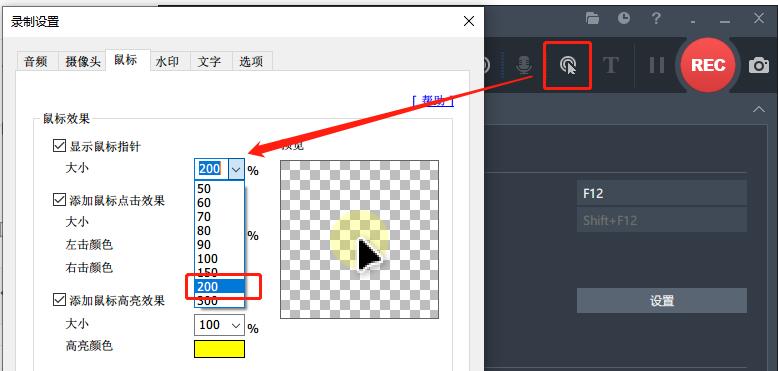 录制设置
音频 摄像头 鼠标 水印 文字 选项
[ 帮助 ]
鼠标效果
显示鼠标指针
大小 200 %
预览
50
60
70
80
90
100
150
200
300
添加鼠标点击效果
大小 %
左击颜色
右击颜色
添加鼠标高亮效果
大小 100 %
高亮颜色
T REC
F12
Shift+F12
设置